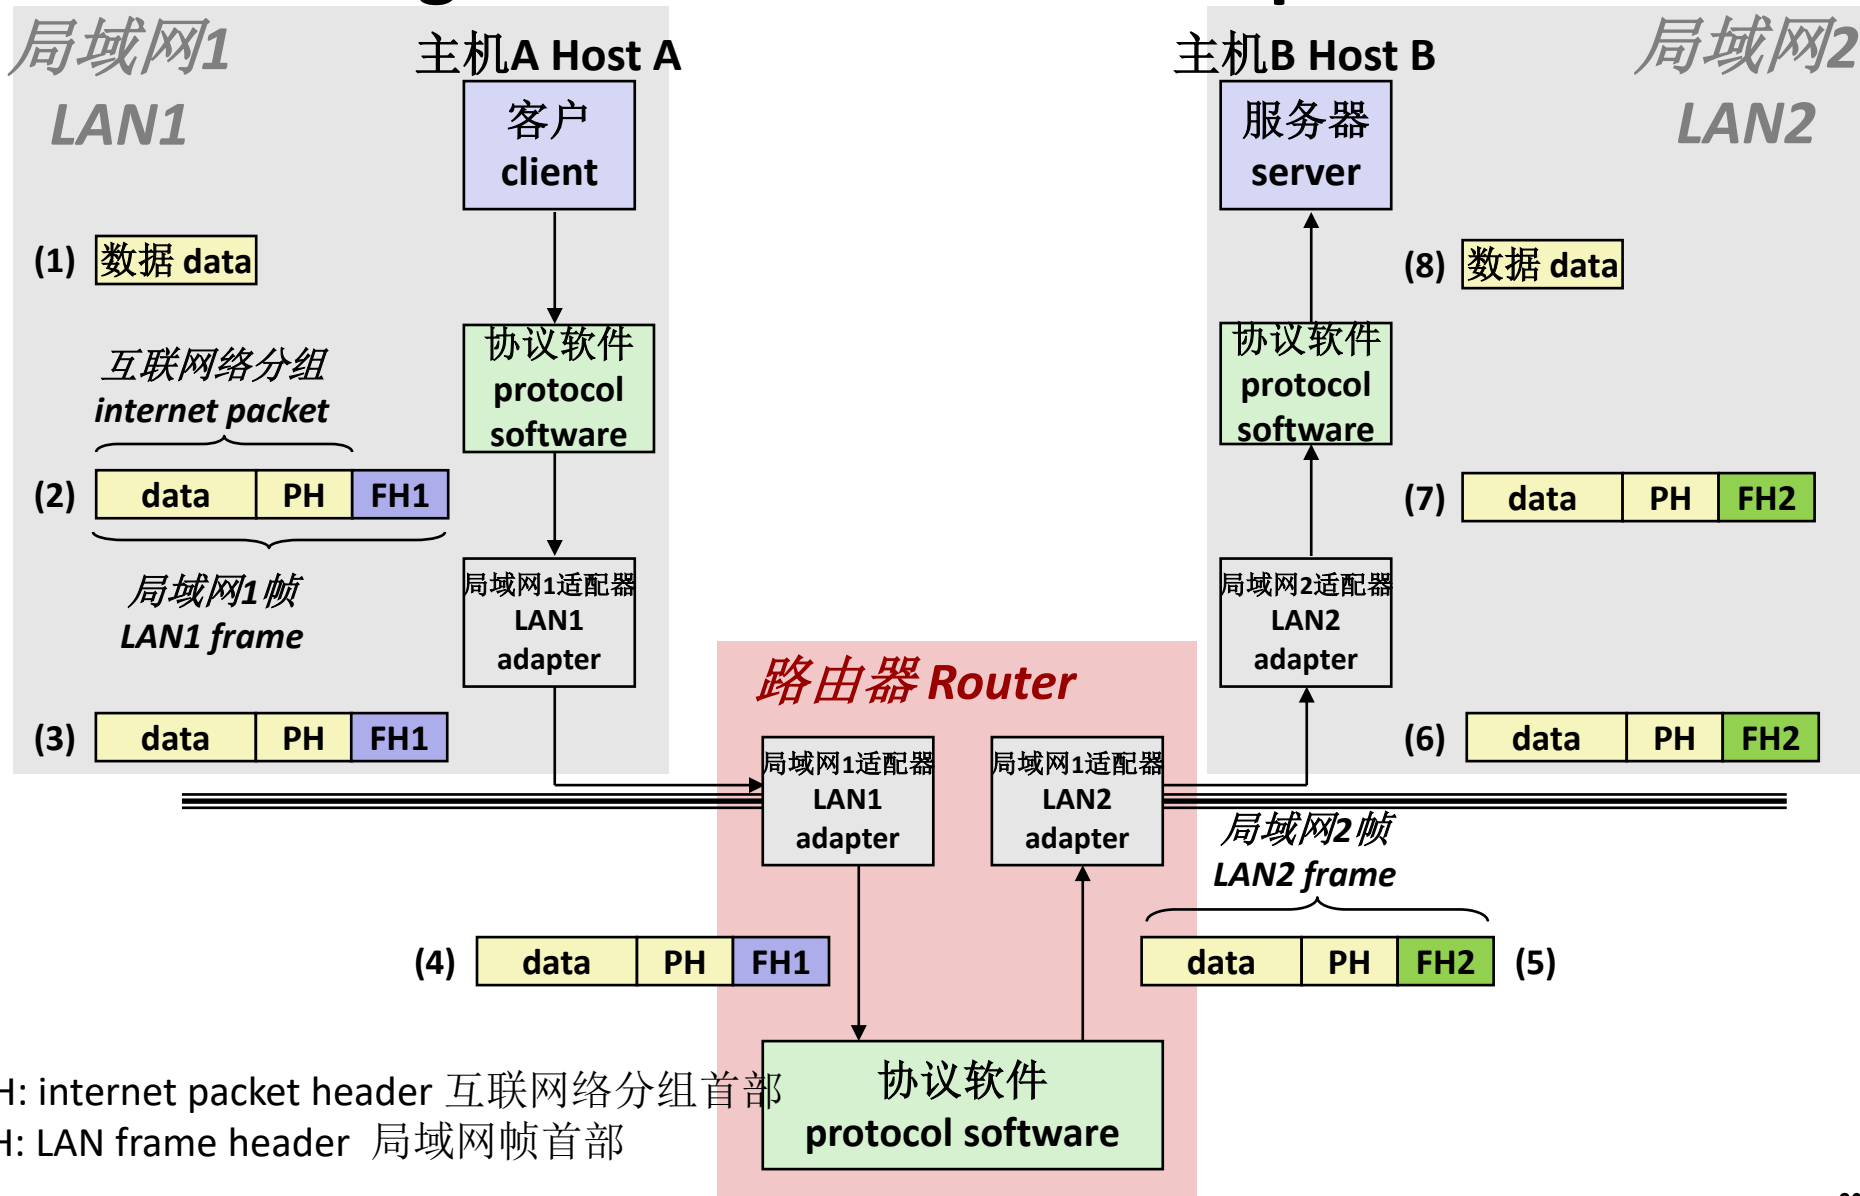 局域网1
LAN1
主机A Host A
客户
client
主机B Host B
服务器
server
局域网2
LAN2
(1) 数据 data
协议软件
protocol
software
互联网络分组
internet packet
(2) data PH FH1
局域网1帧
LAN1 frame
局域网1适配器
LAN1
adapter
(3) data PH FH1
(8) 数据 data
协议软件
protocol
software
(7) data PH FH2
局域网2适配器
LAN2
adapter
(6) data PH FH2
路由器 Router
局域网1适配器
LAN1
adapter
局域网1适配器
LAN2
adapter
局域网2帧
LAN2 frame
(4) data PH FH1
data PH FH2 (5)
协议软件
protocol software
H: internet packet header 互联网络分组首部
H: LAN frame header 局域网帧首部